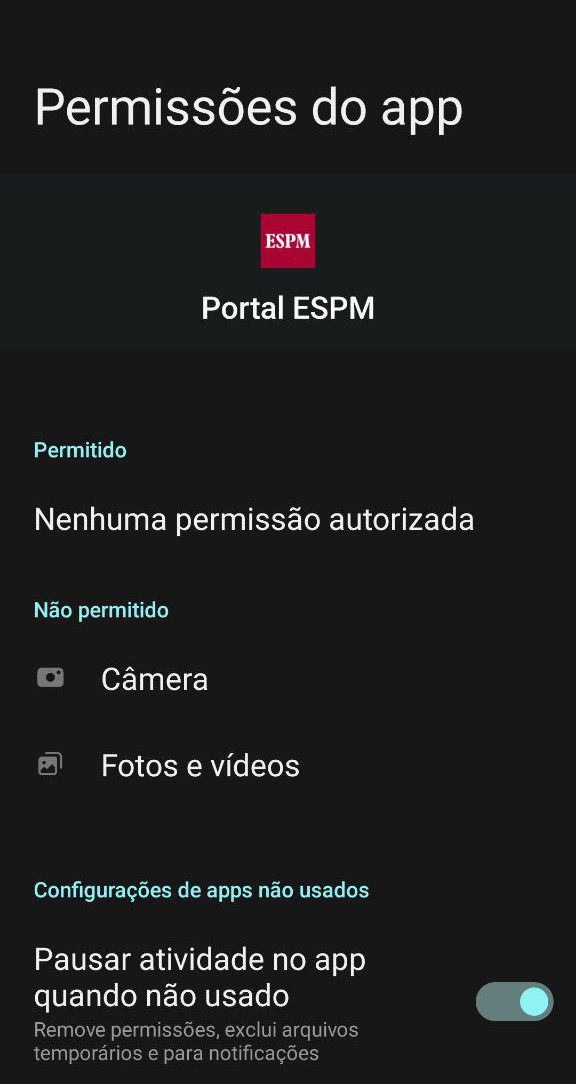 Permissões do app
ESPM
Portal ESPM
Permitido
Nenhuma permissão autorizada
Não permitido
Câmera
Fotos e vídeos
Configurações de apps não usados
Pausar atividade no app
quando não usado
Remove permissões, exclui arquivos
temporários e para notificações